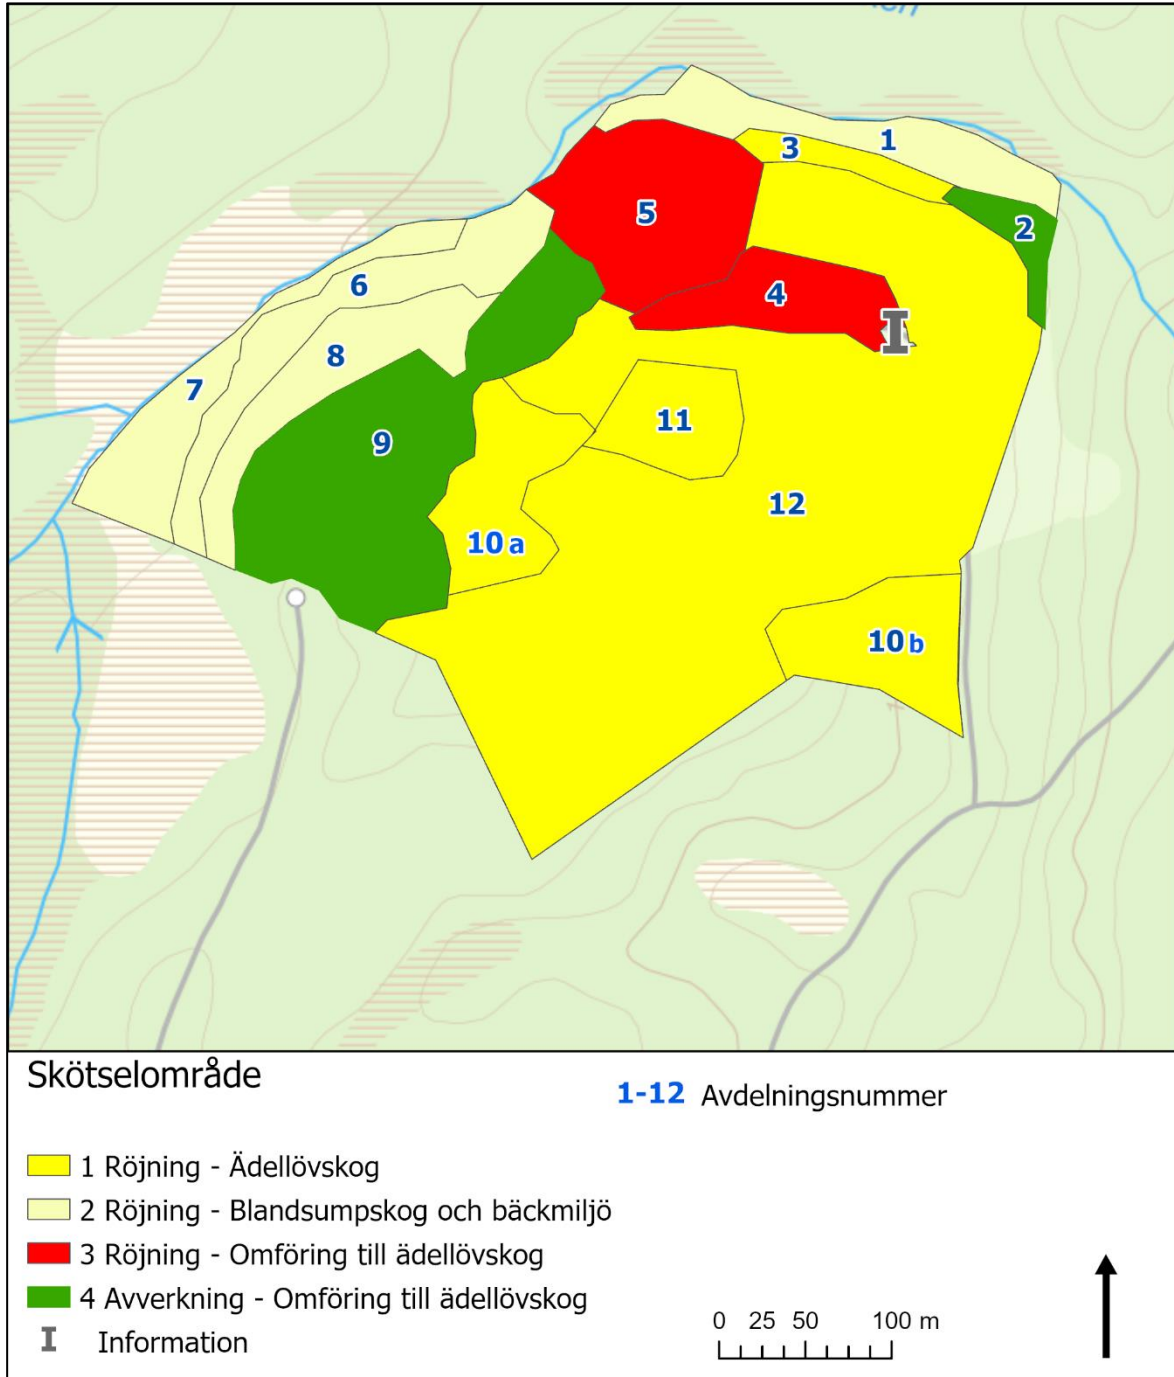 1
3
2
5
4
6
8
7
11
9
12
10 a
10 b
Skötselområde
1-12 Avdelningsnummer
1 Röjning - Ädellövskog
2 Röjning - Blandsumpskog och bäckmiljö
3 Röjning - Omföring till ädellövskog
4 Avverkning - Omföring till ädellövskog
I Information
0 25 50 100 m